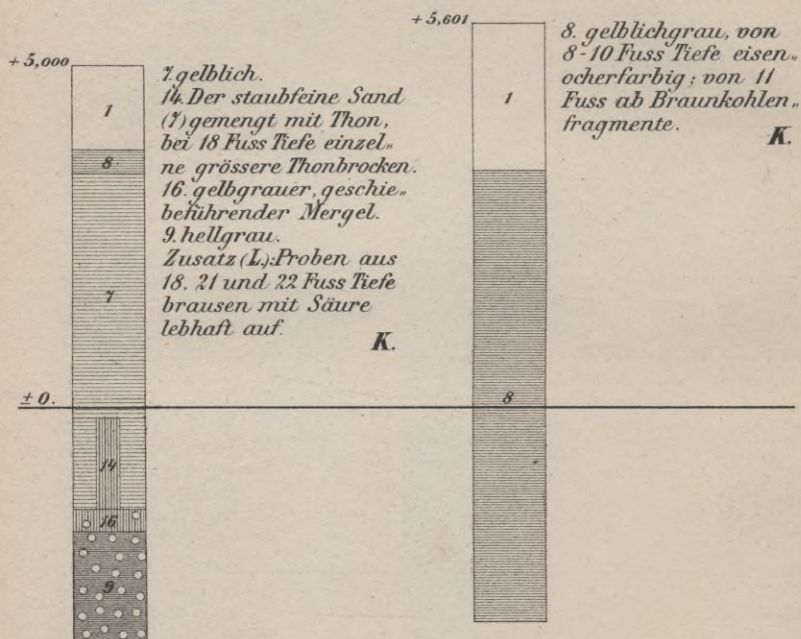 + 5,000
1
8
7
7. gelblich.
14. Der staubfeine Sand
(7) gemengt mit Thon,
bei 18 Fuss Tiefe einzel„
ne grössere Thonbrocken.
16. gelbgrauer, geschie„
beführender Mergel.
9. hellgrau.
Zusatz (L.): Proben aus
18. 21 und 22 Fuss Tiefe
brausen mit Säure
lebhaft auf.
K.
± 0.
14
16
9
+ 5,601
1
8. gelblichgrau, von
8-10 Fuss Tiefe eisen„
ocherfarbig; von 11
Fuss ab Braunkohlen„
fragmente.
K.
8